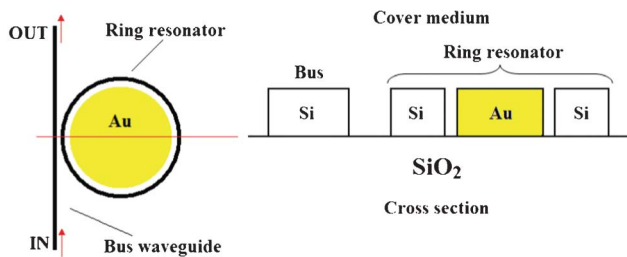 OUT
Ring resonator
Au
IN
Bus waveguide
Cover medium
Ring resonator
Bus
Si
Si
Au
Si
SiO₂
Cross section